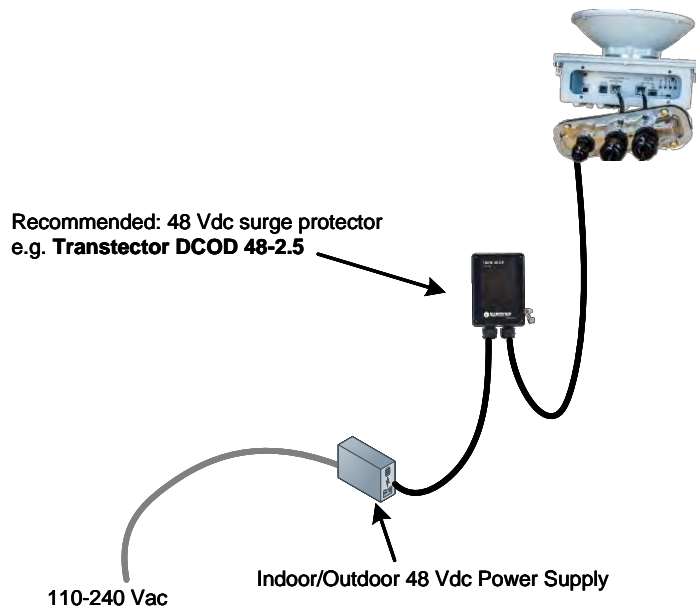 Recommended: 48 Vdc surge protector
e.g. Transtector DCOD 48-2.5
Indoor/Outdoor 48 Vdc Power Supply
110-240 Vac